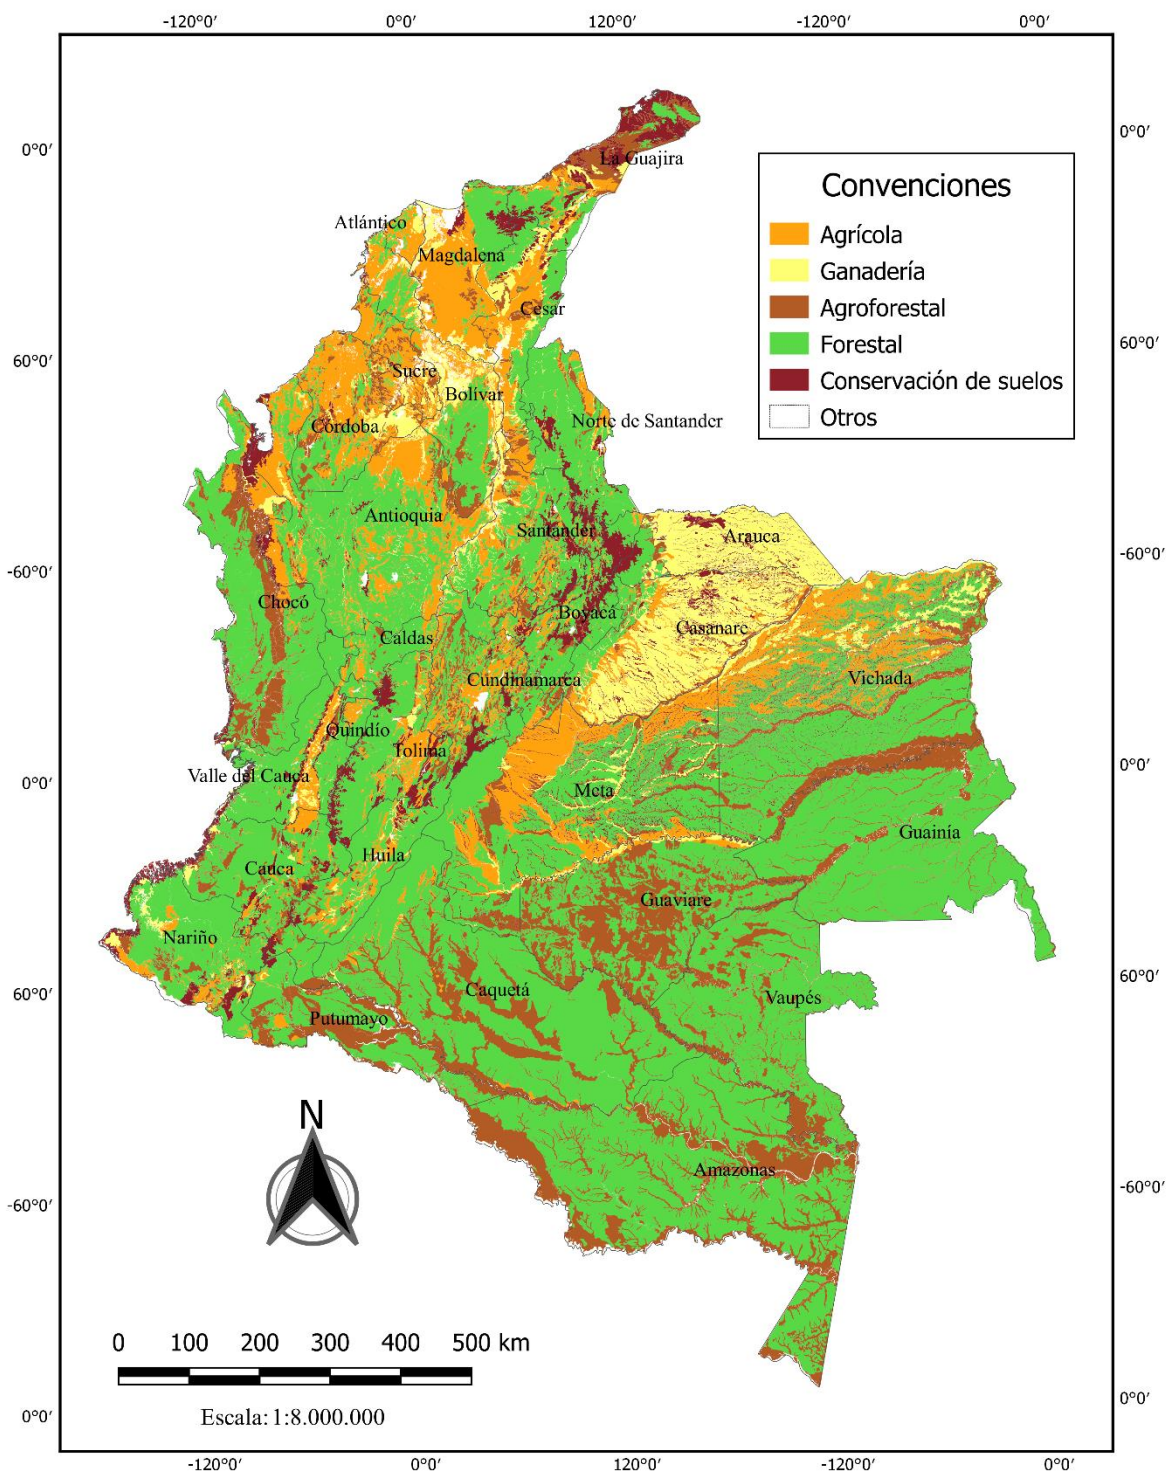 -120°0′ 0°0′ 120°0′ -120°0′ 0°0′
0°0′
0°0′
La Guajira
Convenciones
Agrícola
Ganadería
Agroforestal
Forestal
Conservación de suelos
Otros
Atlántico
Magdalena
Cesar
60°0′
60°0′
Sucre
Bolívar
Córdoba
Norte de Santander
Antioquia
Santander
Arauca
-60°0′
-60°0′
Chocó
Boyacá
Casanare
Caldas
Cundinamarca
Vichada
Quindío
Tolima
Valle del Cauca
0°0′
0°0′
Meta
Guainía
Huila
Cauca
Guaviare
Nariño
60°0′
60°0′
Caquetá
Vaupés
Putumayo
N
Amazonas
-60°0′
-60°0′
0 100 200 300 400 500 km
Escala: 1:8.000.000
0°0′
0°0′
-120°0′ 0°0′ 120°0′ -120°0′ 0°0′